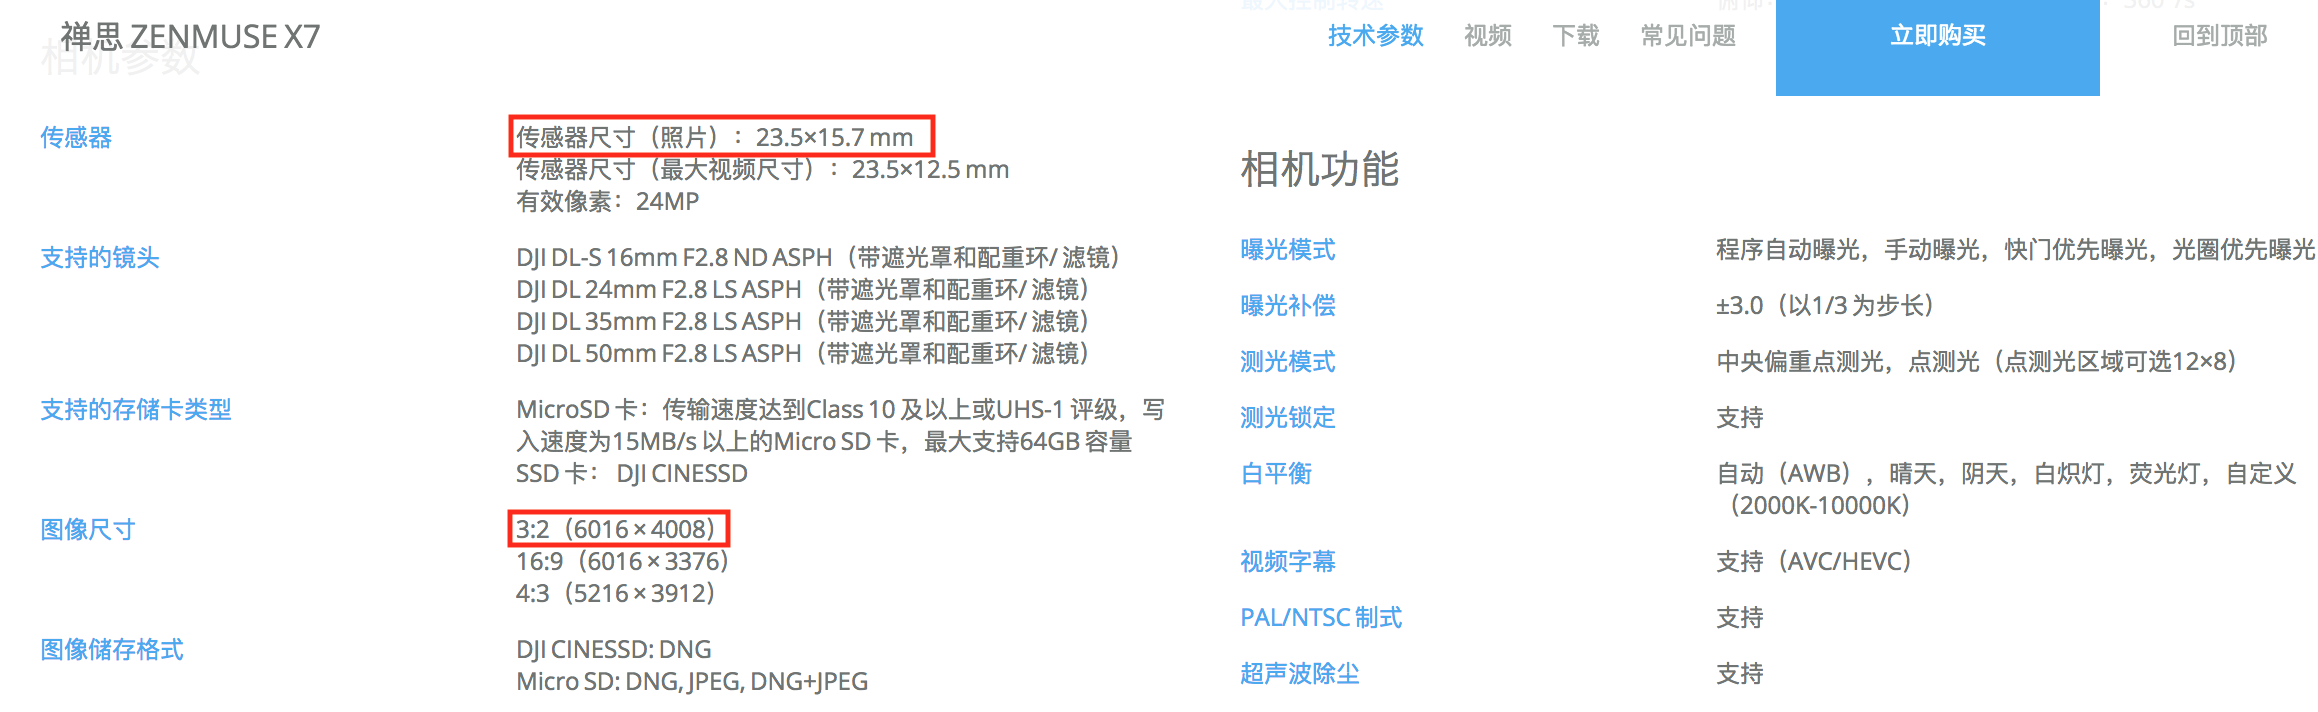 最大控制转速
俯仰：
360°/s
禅思 ZENMUSE X7
技术参数
视频
下载
常见问题
立即购买
回到顶部
相机参数
传感器
传感器尺寸（照片）：23.5×15.7 mm
传感器尺寸（最大视频尺寸）：23.5×12.5 mm
有效像素：24MP
支持的镜头
DJI DL-S 16mm F2.8 ND ASPH（带遮光罩和配重环/ 滤镜）
DJI DL 24mm F2.8 LS ASPH（带遮光罩和配重环/ 滤镜）
DJI DL 35mm F2.8 LS ASPH（带遮光罩和配重环/ 滤镜）
DJI DL 50mm F2.8 LS ASPH（带遮光罩和配重环/ 滤镜）
支持的存储卡类型
MicroSD 卡：传输速度达到Class 10 及以上或UHS-1 评级，写
入速度为15MB/s 以上的Micro SD 卡，最大支持64GB 容量
SSD 卡： DJI CINESSD
图像尺寸
3:2（6016 × 4008）
16:9（6016 × 3376）
4:3（5216 × 3912）
图像储存格式
DJI CINESSD: DNG
Micro SD: DNG, JPEG, DNG+JPEG
相机功能
曝光模式
程序自动曝光，手动曝光，快门优先曝光，光圈优先曝光
曝光补偿
±3.0（以1/3 为步长）
测光模式
中央偏重点测光，点测光（点测光区域可选12×8）
测光锁定
支持
白平衡
自动（AWB），晴天，阴天，白炽灯，荧光灯，自定义
（2000K-10000K）
视频字幕
支持（AVC/HEVC）
PAL/NTSC 制式
支持
超声波除尘
支持